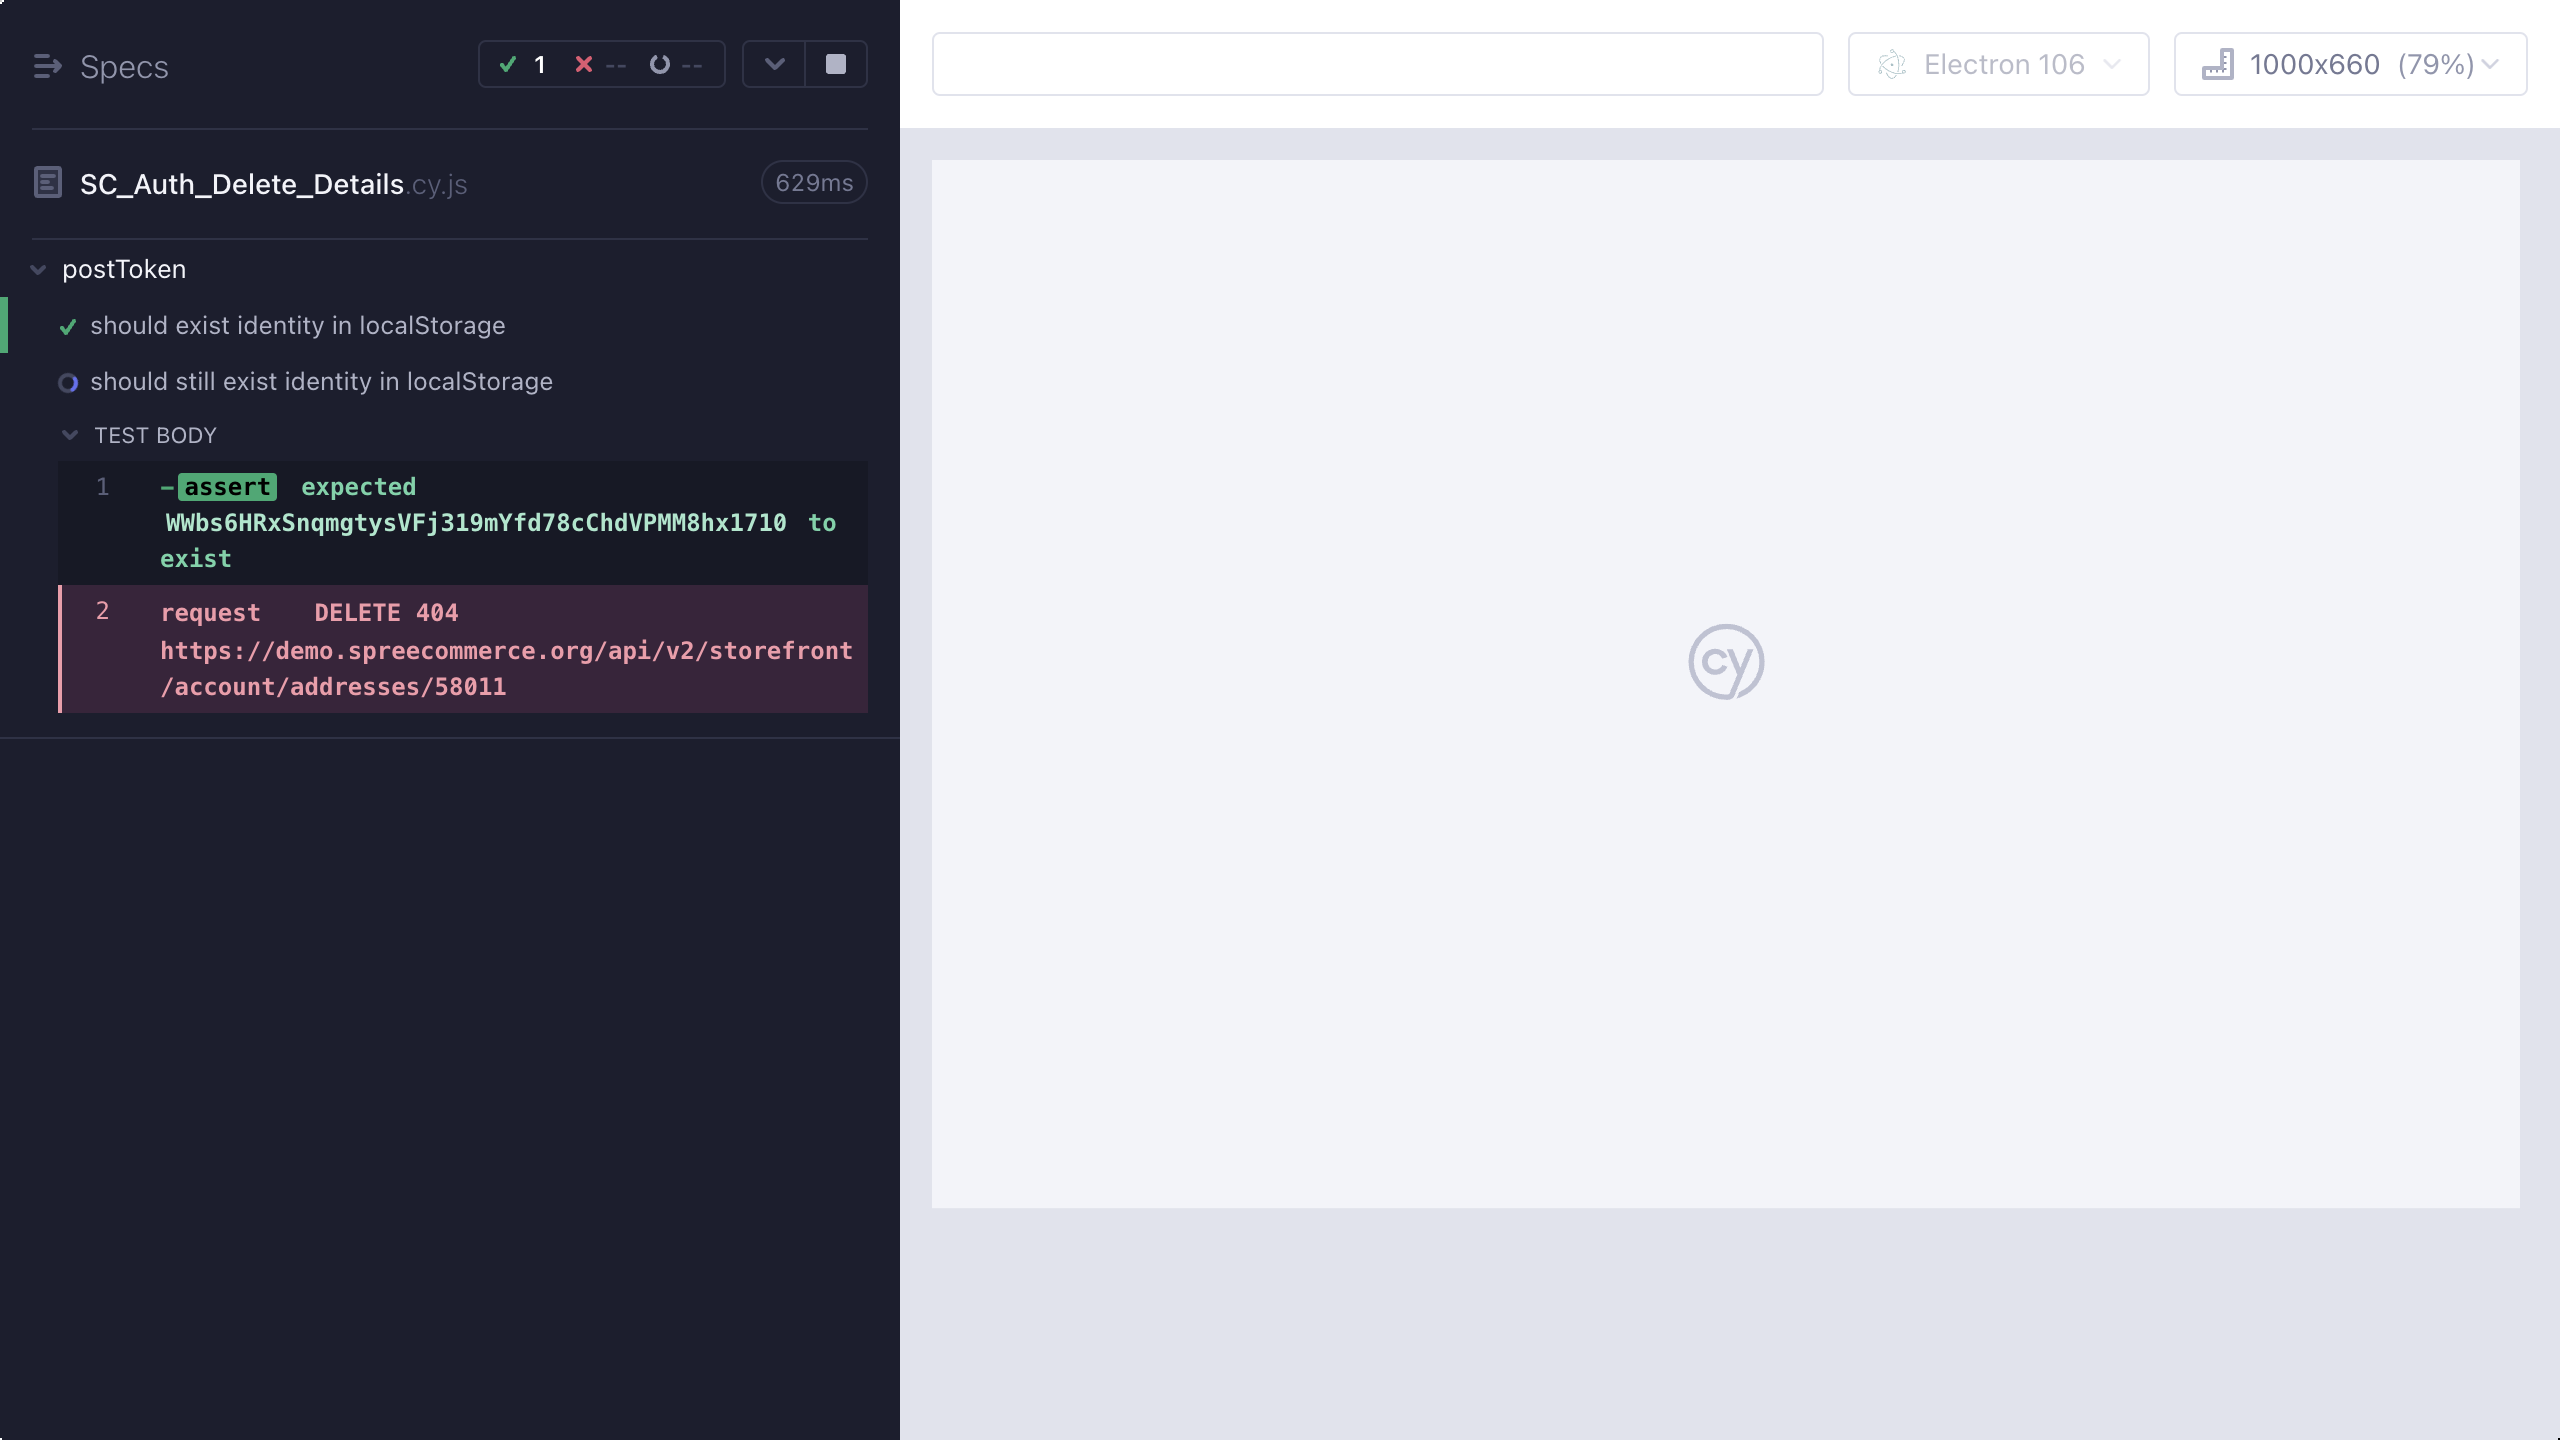 Specs
1 -- --
SC_Auth_Delete_Details.cy.js 629ms
postToken
should exist identity in localStorage
should still exist identity in localStorage
TEST BODY
1 -assert expected
WWbs6HRxSnqmgtysVFj319mYfd78cChdVPMM8hx1710 to
exist
2 request DELETE 404
https://demo.spreecommerce.org/api/v2/storefront
/account/addresses/58011
Electron 106
1000x660 (79%)
cy